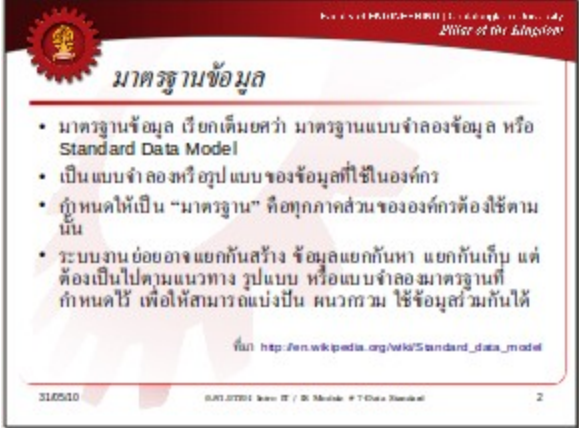 Pillar of the Kingdom
มาตรฐานข้อมูล
• มาตรฐานข้อมูล เรียกเต็มยศว่า มาตรฐานแบบจำลองข้อมูล หรือ
Standard Data Model
• เป็นแบบจำลองหรือรูปแบบของข้อมูลที่ใช้ในองค์กร
• กำหนดให้เป็น “มาตรฐาน” คือทุกภาคส่วนขององค์กรต้องใช้ตาม
นั้น
• ระบบงานย่อยอาจแยกกันสร้าง ข้อมูลแยกกันหา แยกกันเก็บ แต่
ต้องเป็นไปตามแนวทาง รูปแบบ หรือแบบจำลองมาตรฐานที่
กำหนดไว้ เพื่อให้สามารถแบ่งปัน ผนวกรวม ใช้ข้อมูลร่วมกันได้
ที่มา http://en.wikipedia.org/wiki/Standard_data_model
31/05/10
Intro IT / IS Module # 7-Data Standard
2